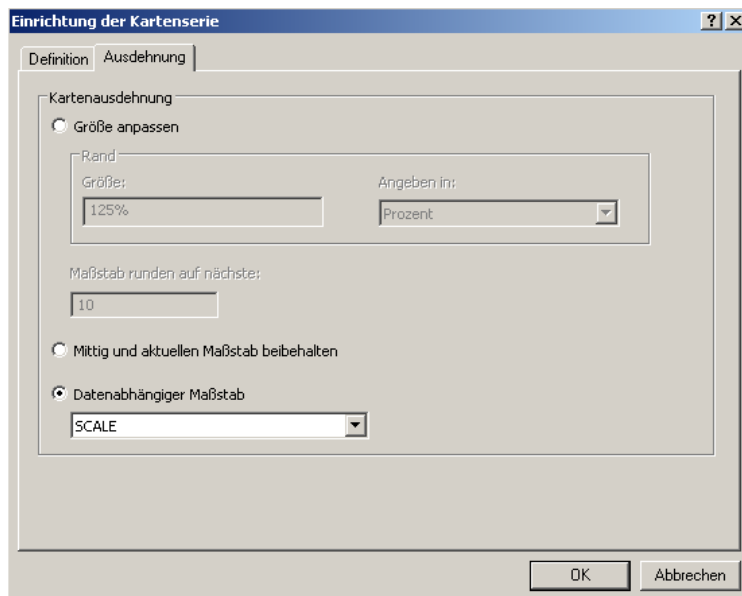 Einrichtung der Kartenserie
Definition
Ausdehnung
Kartenausdehnung
Größe anpassen
Rand
Größe:
Angeben in:
125%
Prozent
Maßstab runden auf nächste:
10
Mittig und aktuellen Maßstab beibehalten
Datenabhängiger Maßstab
SCALE
OK
Abbrechen